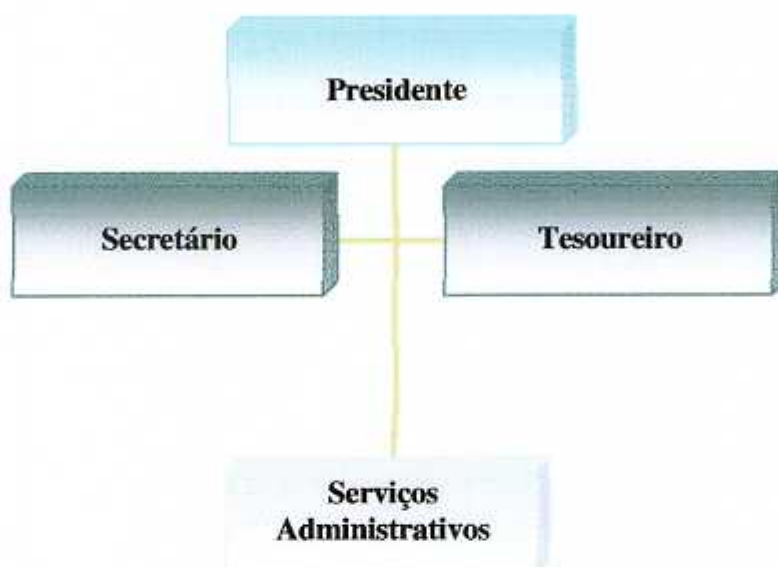 Presidente
Secretário
Tesoureiro
Serviços
Administrativos